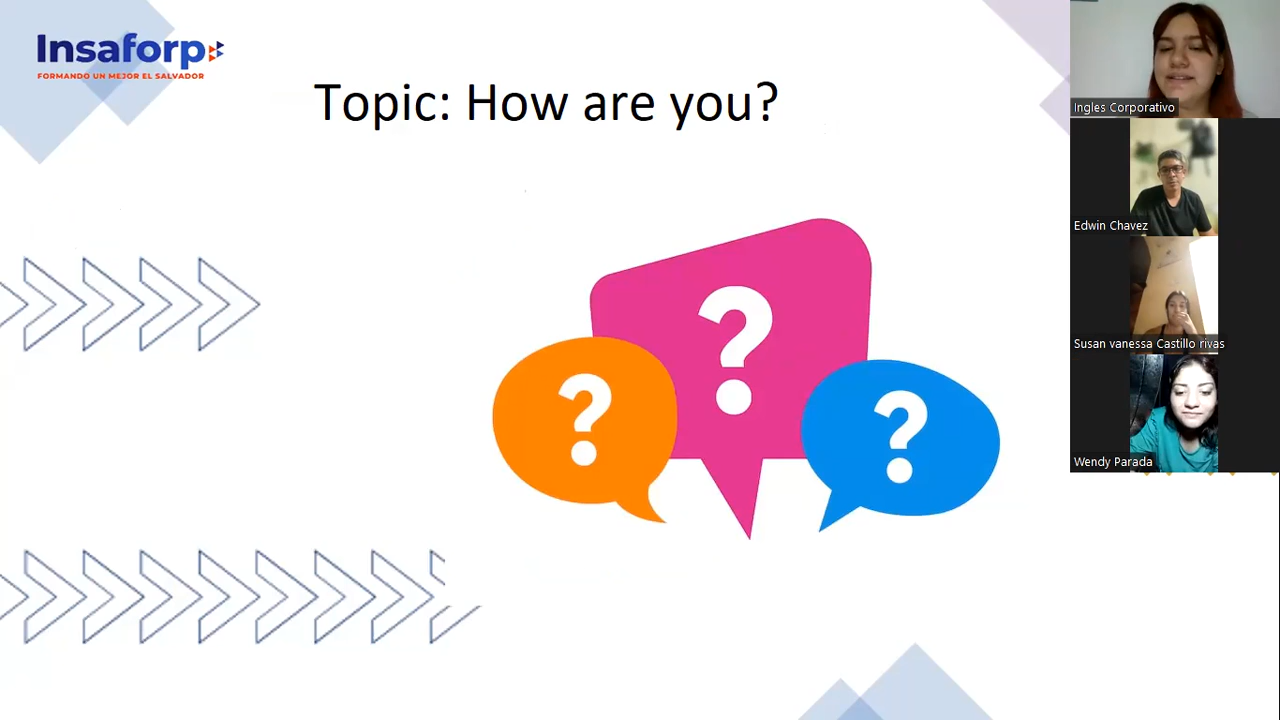 Insaforp
FORMANDO UN MEJOR EL SALVADOR
Topic: How are you?
?
?
?
Ingles Corporativo
Edwin Chavez
Susan vanessa Castillo rivas
Wendy Parada